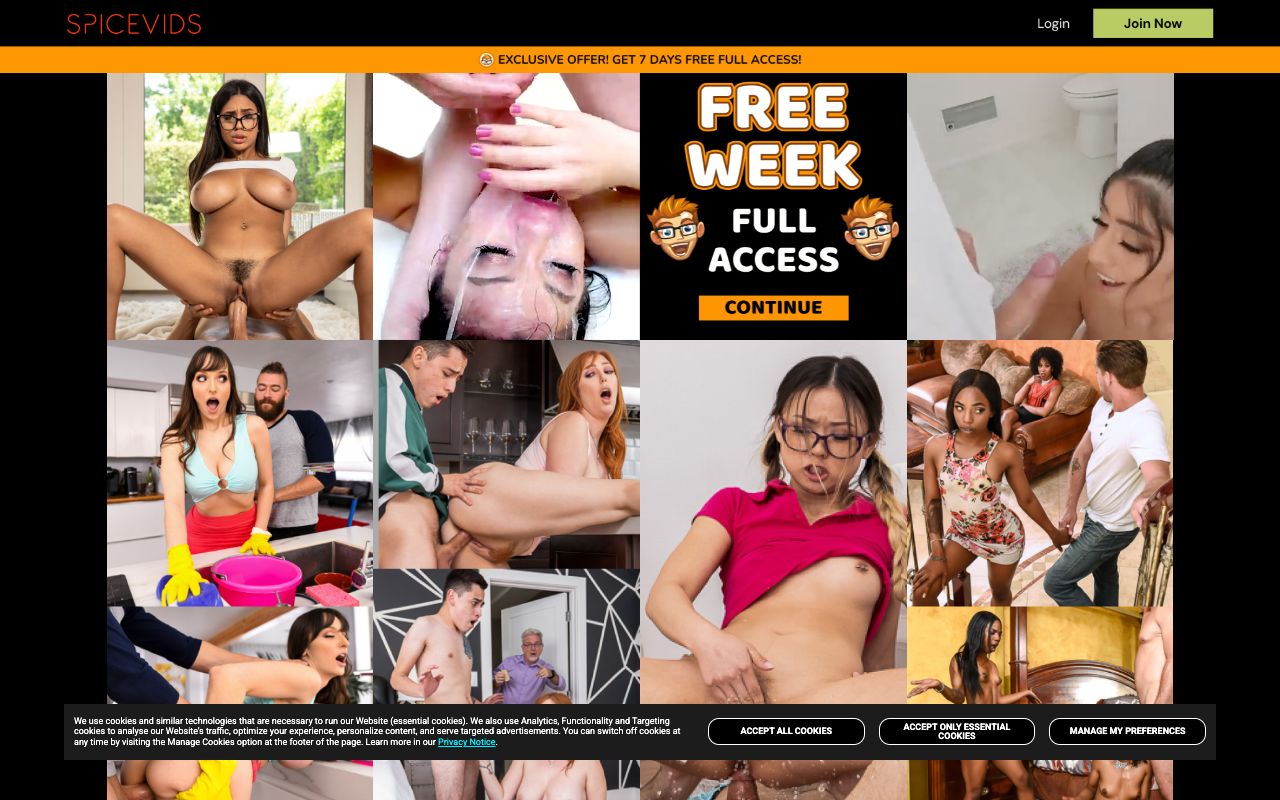 SPICEVIDS
Login
Join Now
EXCLUSIVE OFFER! GET 7 DAYS FREE FULL ACCESS!
FREE
WEEK
FULL
ACCESS
CONTINUE
We use cookies and similar technologies that are necessary to run our Website (essential cookies). We also use Analytics, Functionality and Targeting
cookies to analyse our Website's traffic, optimize your experience, personalize content, and serve targeted advertisements. You can switch off cookies at
any time by visiting the Manage Cookies option at the footer of the page. Learn more in our Privacy Notice.
ACCEPT ALL COOKIES
ACCEPT ONLY ESSENTIAL
COOKIES
MANAGE MY PREFERENCES